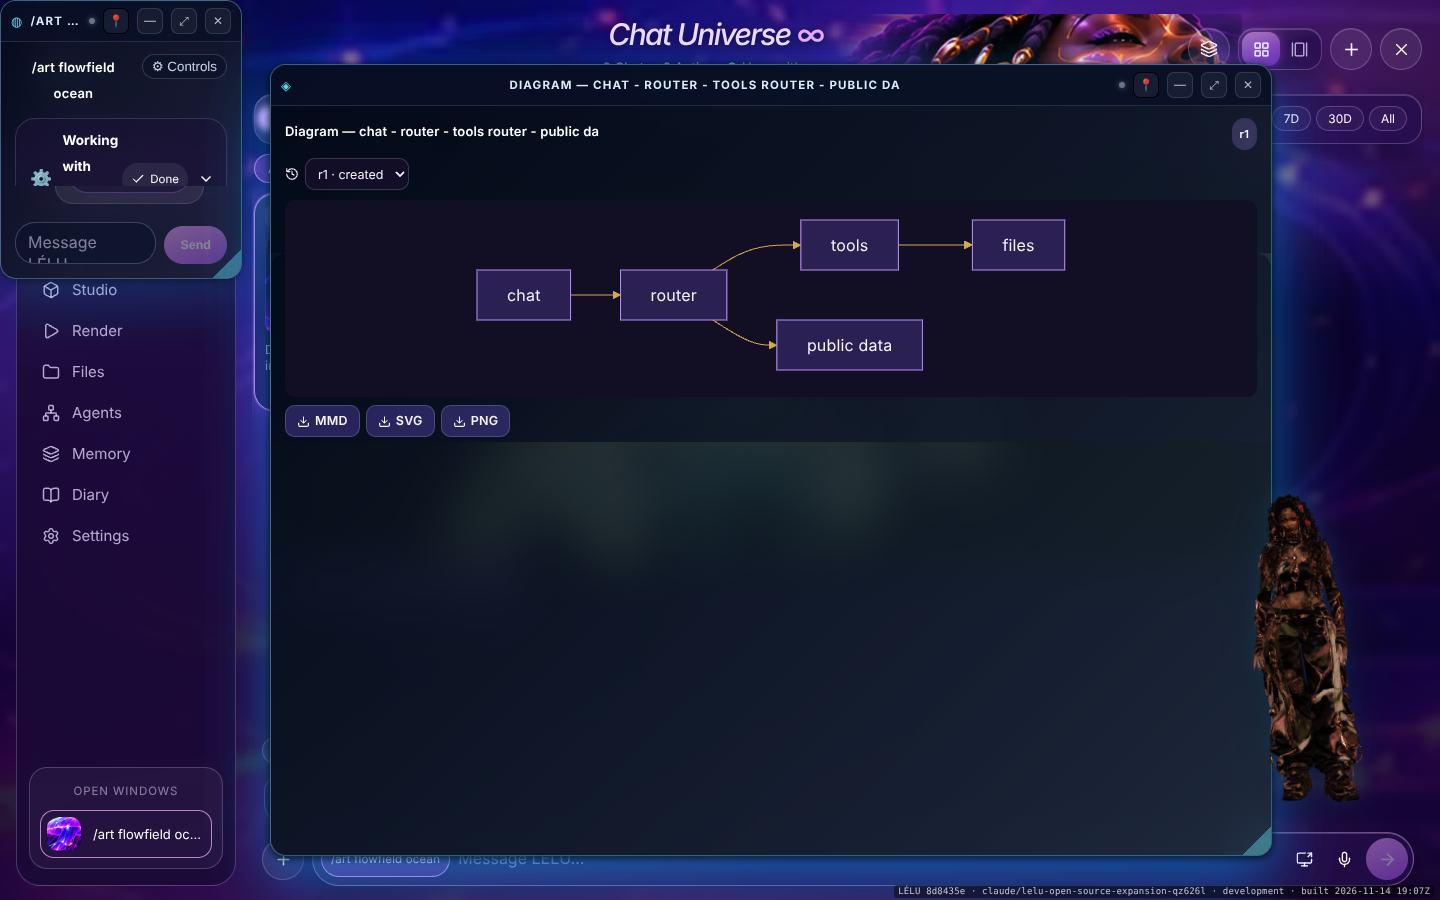 /ART ...
/art flowfield
ocean
Controls
Working
with
Done
Message
Send
Studio
Render
Files
Agents
Memory
Diary
Settings
OPEN WINDOWS
/art flowfield oc...
Chat Universe ∞
7D
30D
All
DIAGRAM — CHAT - ROUTER - TOOLS ROUTER - PUBLIC DA
Diagram — chat - router - tools router - public da
r1
r1 · created
tools
files
chat
router
public data
MMD
SVG
PNG
/art flowfield ocean
Message LÉLU...
LÉLU 8d8435e · claude/lelu-open-source-expansion-qz626l · development · built 2026-11-14 19:07Z